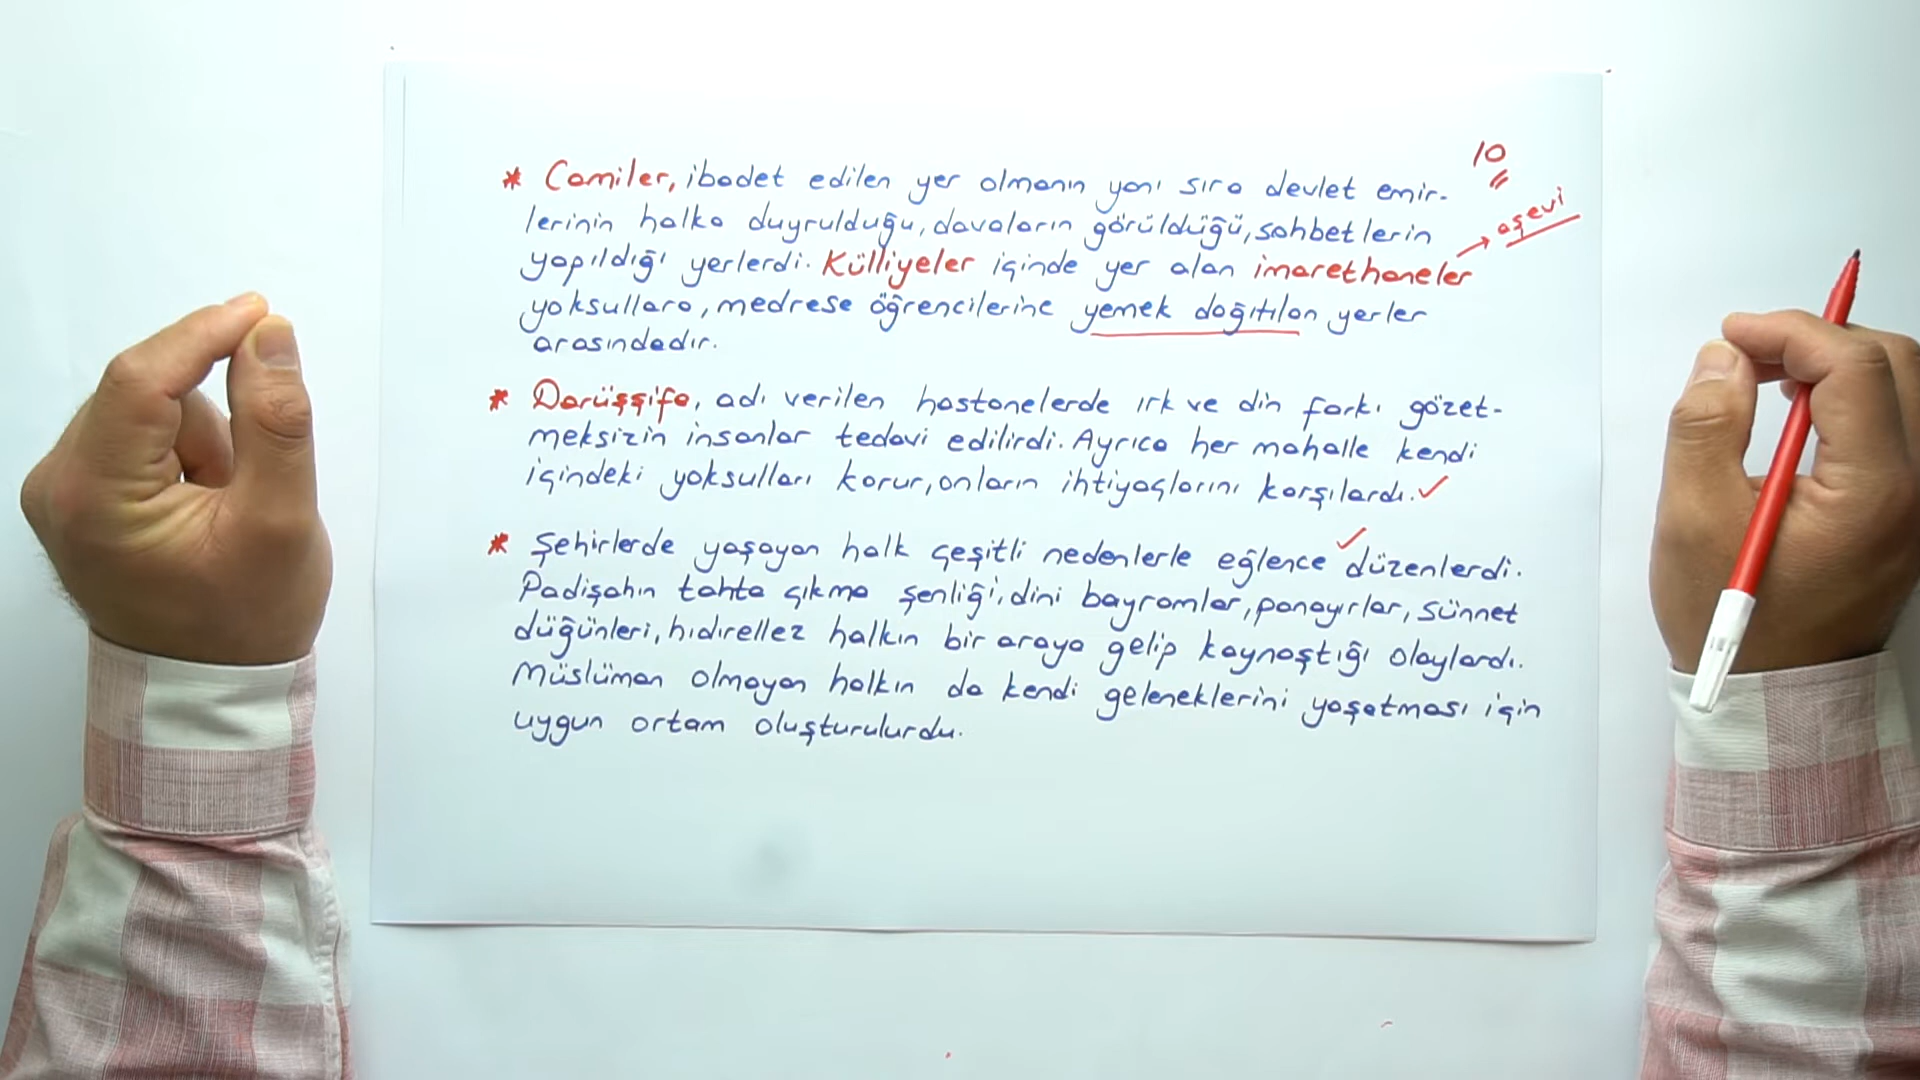 10
* Camiler, ibadet edilen yer olmanın yanı sıra devlet emir-
lerinin halka duyrulduğu, davaların görüldüğü, sohbetlerin
→ aşevi
yapıldığı yerlerdi. Külliyeler içinde yer alan imarethaneler
yoksullara, medrese öğrencilerine yemek dağıtılan yerler
arasındadır.
* Darüşşifa, adı verilen hastanelerde ırk ve din farkı gözet-
meksizin insanlar tedavi edilirdi. Ayrıca her mahalle kendi
içindeki yoksulları korur, onların ihtiyaçlarını karşılardı. ✓
* Şehirlerde yaşayan halk çeşitli nedenlerle eğlence ✓ düzenlerdi.
Padişahın tahta çıkma şenliği, dini bayramlar, panayırlar, sünnet
düğünleri, hıdırellez halkın bir araya gelip kaynaştığı olaylardı.
Müslüman olmayan halkın da kendi geleneklerini yaşatması için
uygun ortam oluşturulurdu.